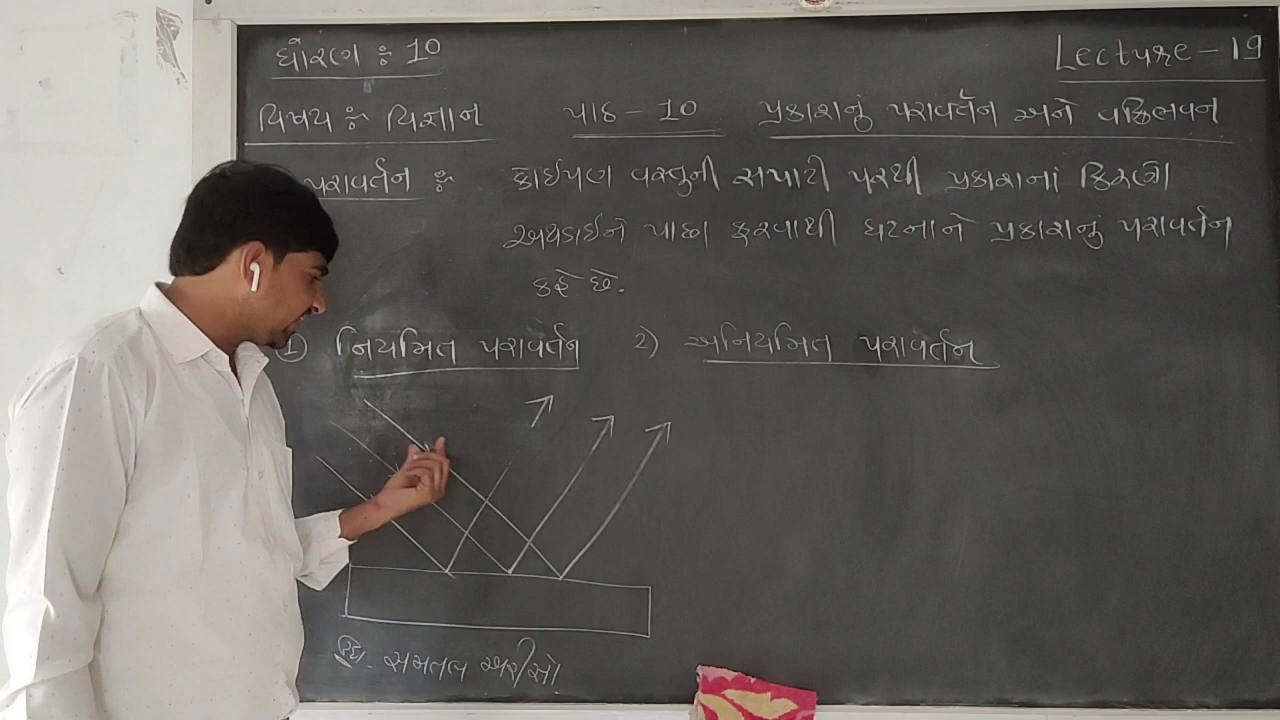 ધોરણ : 10
Lecture - 19
વિષય : વિજ્ઞાન પાઠ - 10 પ્રકાશનું પરાવર્તન અને વક્રિભવન
પરાવર્તન : કોઈપણ વસ્તુની સપાટી પરથી પ્રકાશનાં કિરણો
અથડાઈને પાછા ફરવાથી ઘટનાને પ્રકાશનું પરાવર્તન
કહે છે.
1) નિયમિત પરાવર્તન 2) અનિયમિત પરાવર્તન
દા. સમતલ અરીસો